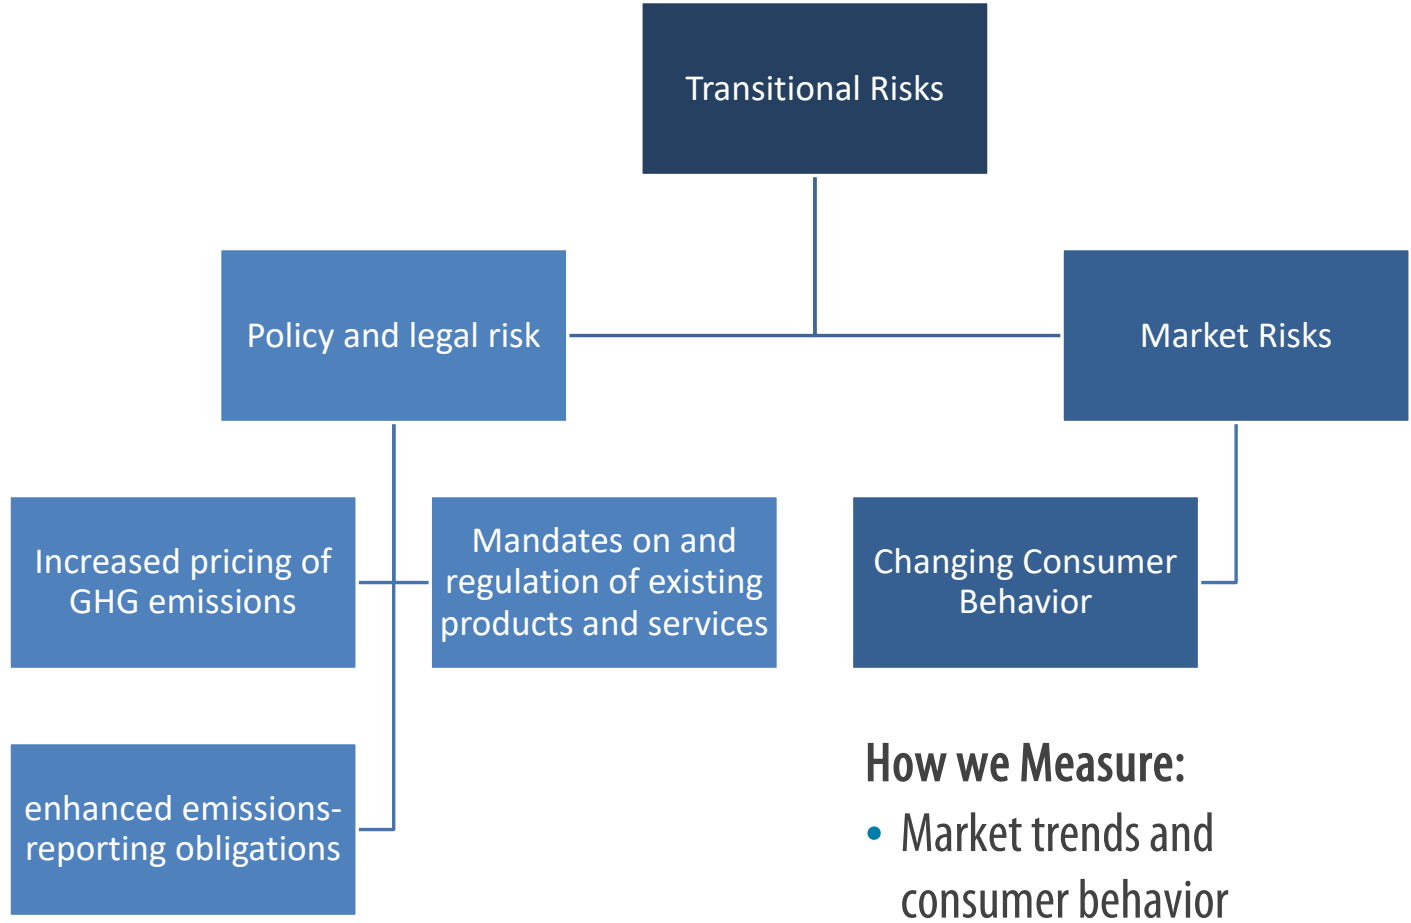 Transitional Risks
Policy and legal risk
Market Risks
Increased pricing of
GHG emissions
Mandates on and
regulation of existing
products and services
Changing Consumer
Behavior
enhanced emissions-
reporting obligations
How we Measure:
• Market trends and
consumer behavior